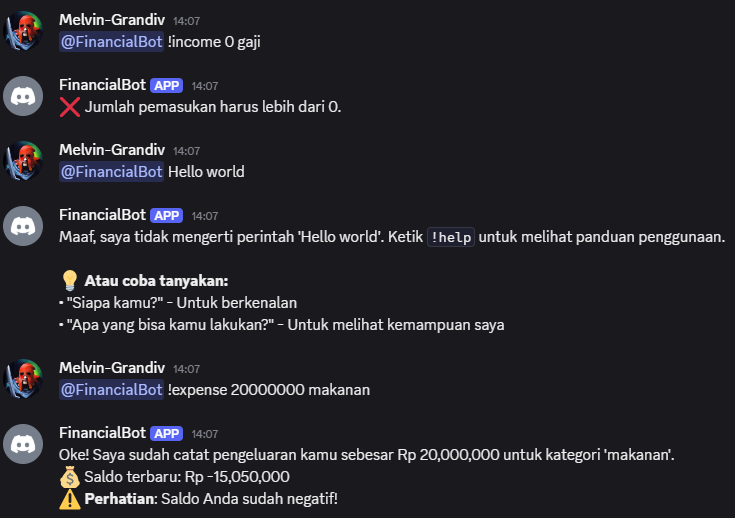 Melvin-Grandiv 14:07
@FinancialBot !income 0 gaji
FinancialBot APP 14:07
❌ Jumlah pemasukan harus lebih dari 0.
Melvin-Grandiv 14:07
@FinancialBot Hello world
FinancialBot APP 14:07
Maaf, saya tidak mengerti perintah 'Hello world'. Ketik !help untuk melihat panduan penggunaan.
💡 Atau coba tanyakan:
• "Siapa kamu?" - Untuk berkenalan
• "Apa yang bisa kamu lakukan?" - Untuk melihat kemampuan saya
Melvin-Grandiv 14:07
@FinancialBot !expense 20000000 makanan
FinancialBot APP 14:07
Oke! Saya sudah catat pengeluaran kamu sebesar Rp 20,000,000 untuk kategori 'makanan'.
💰 Saldo terbaru: Rp -15,050,000
⚠️ Perhatian: Saldo Anda sudah negatif!